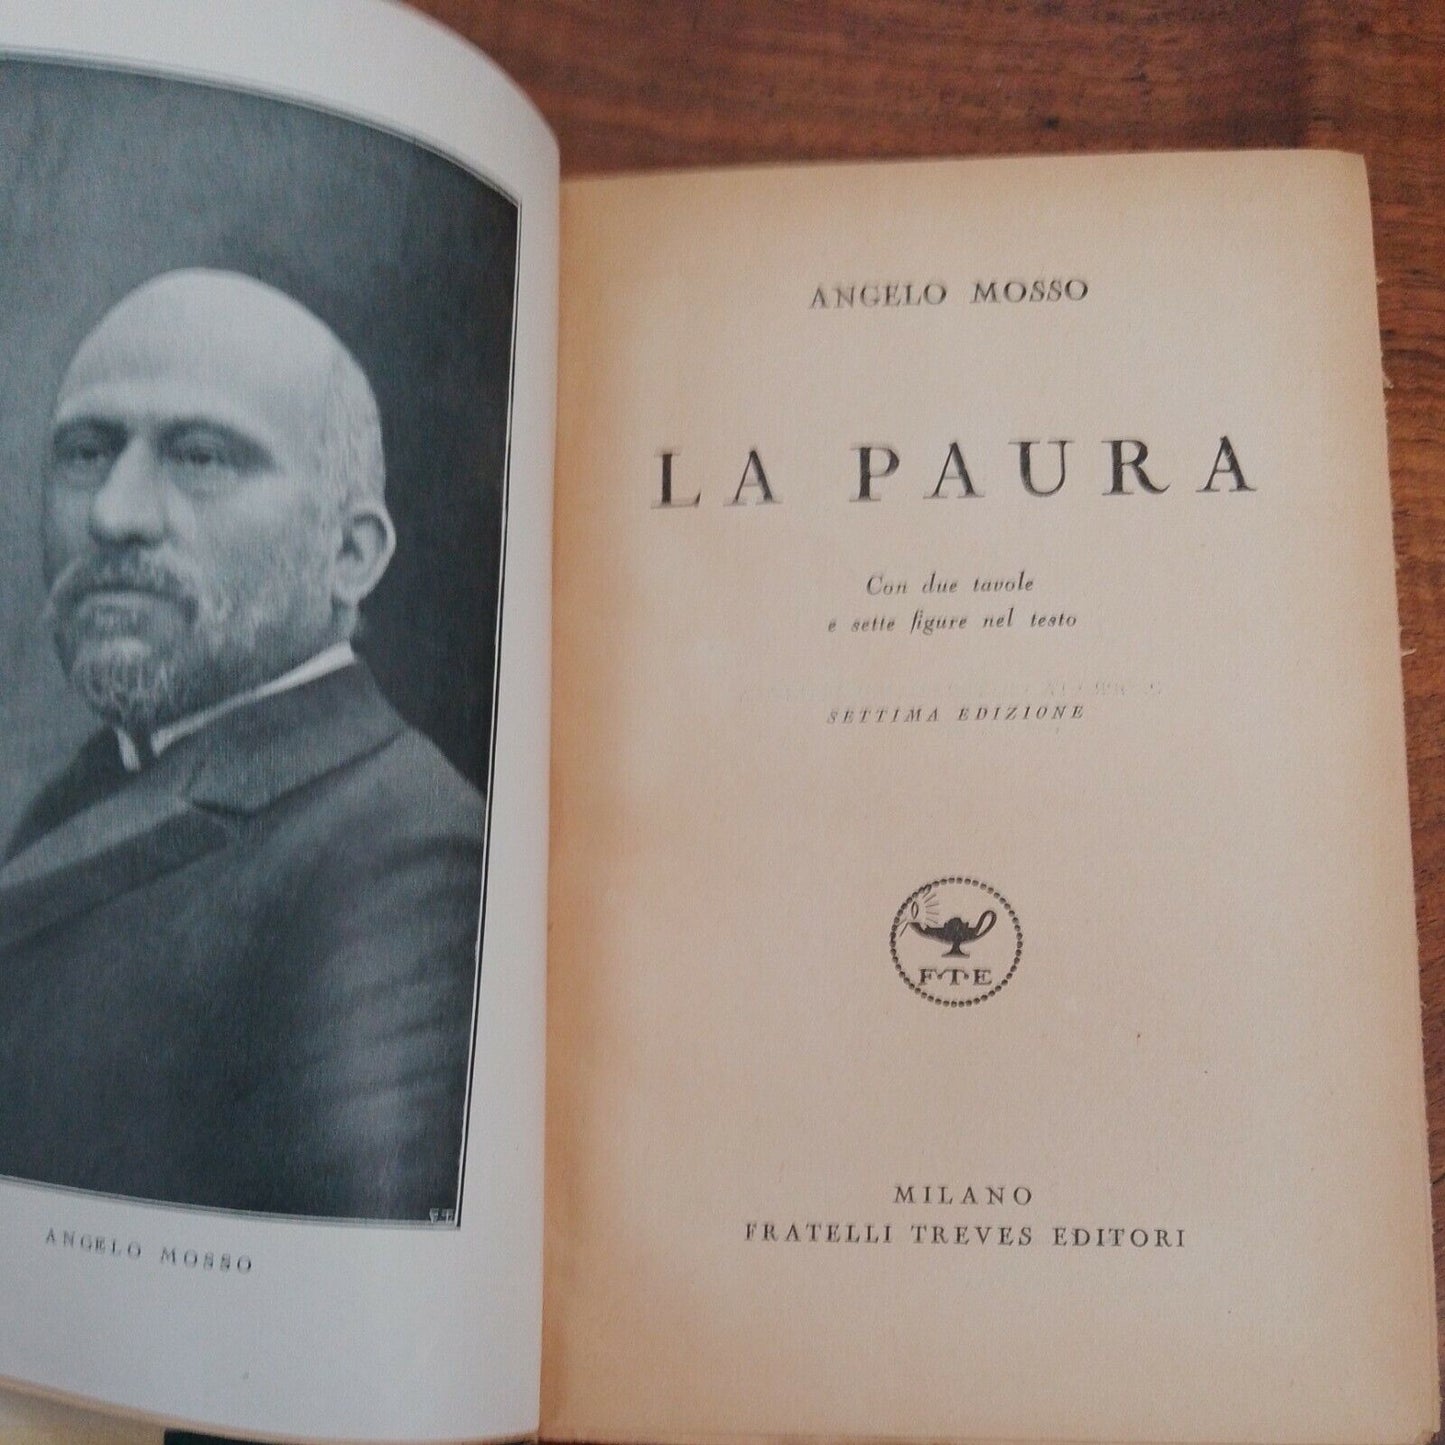 ANGELO MOSSO
ANGELO MOSSO
LA PAURA
Con due tavole
e sette figure nel testo
SETTIMA EDIZIONE
F·T·E
MILANO
FRATELLI TREVES EDITORI